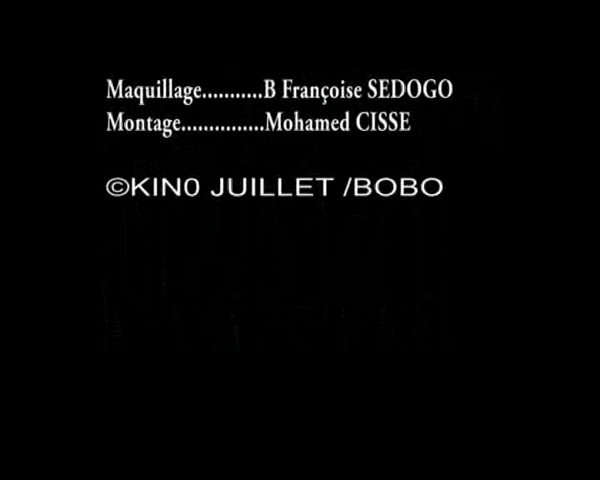 Maquillage...........B Françoise SEDOGO
Montage...............Mohamed CISSE
©KIN0 JUILLET /BOBO